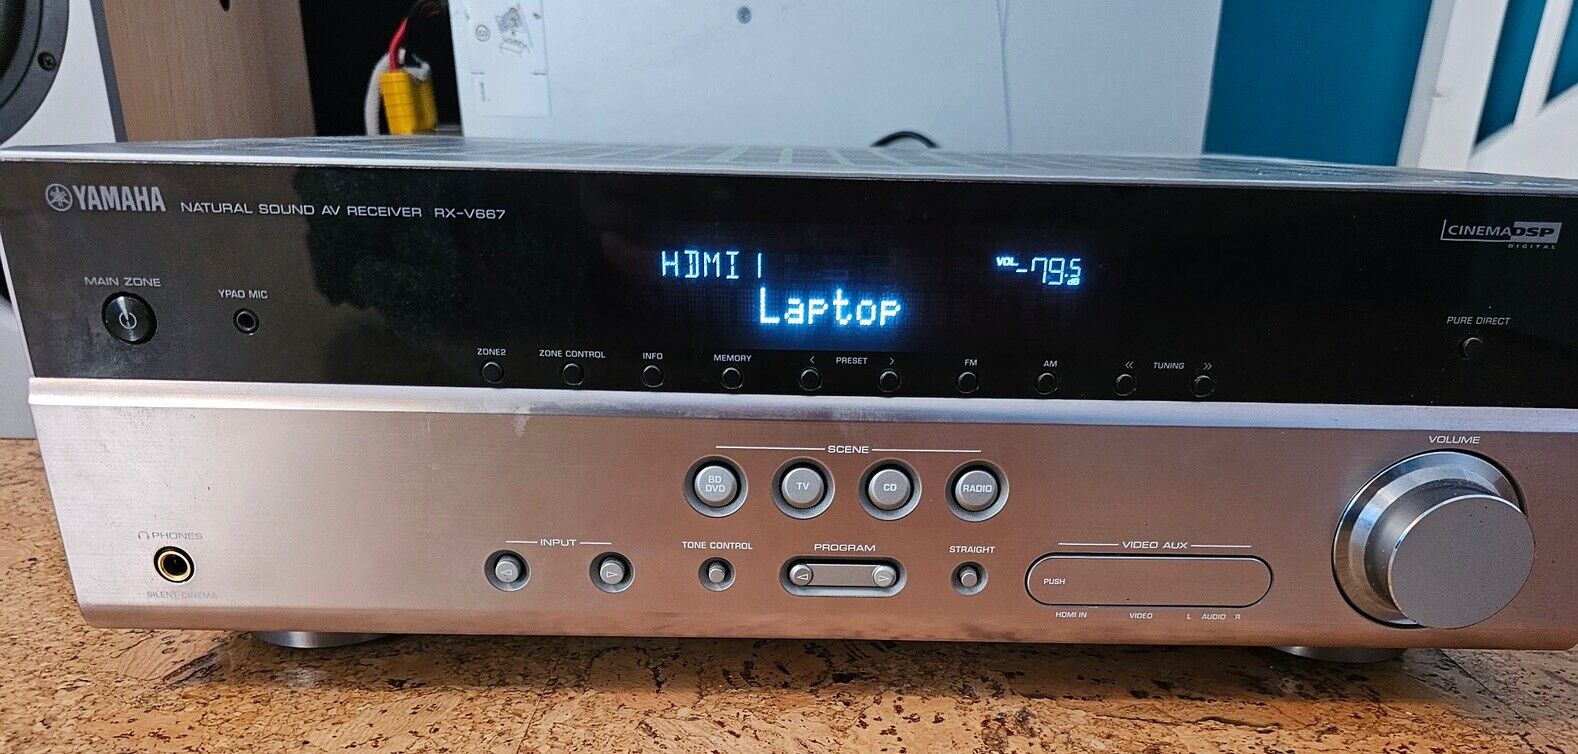 YAMAHA NATURAL SOUND AV RECEIVER RX-V667
CINEMA DSP
DIGITAL
HDMI1 VOL. -79.5 dB
Laptop
MAIN ZONE
YPAO MIC
PURE DIRECT
ZONE2 ZONE CONTROL INFO MEMORY < PRESET > FM AM << TUNING >>
VOLUME
SCENE
BD DVD
TV
CD
RADIO
PHONES
SILENT CINEMA
INPUT
TONE CONTROL
PROGRAM
STRAIGHT
VIDEO AUX
PUSH
HDMI IN VIDEO L AUDIO R